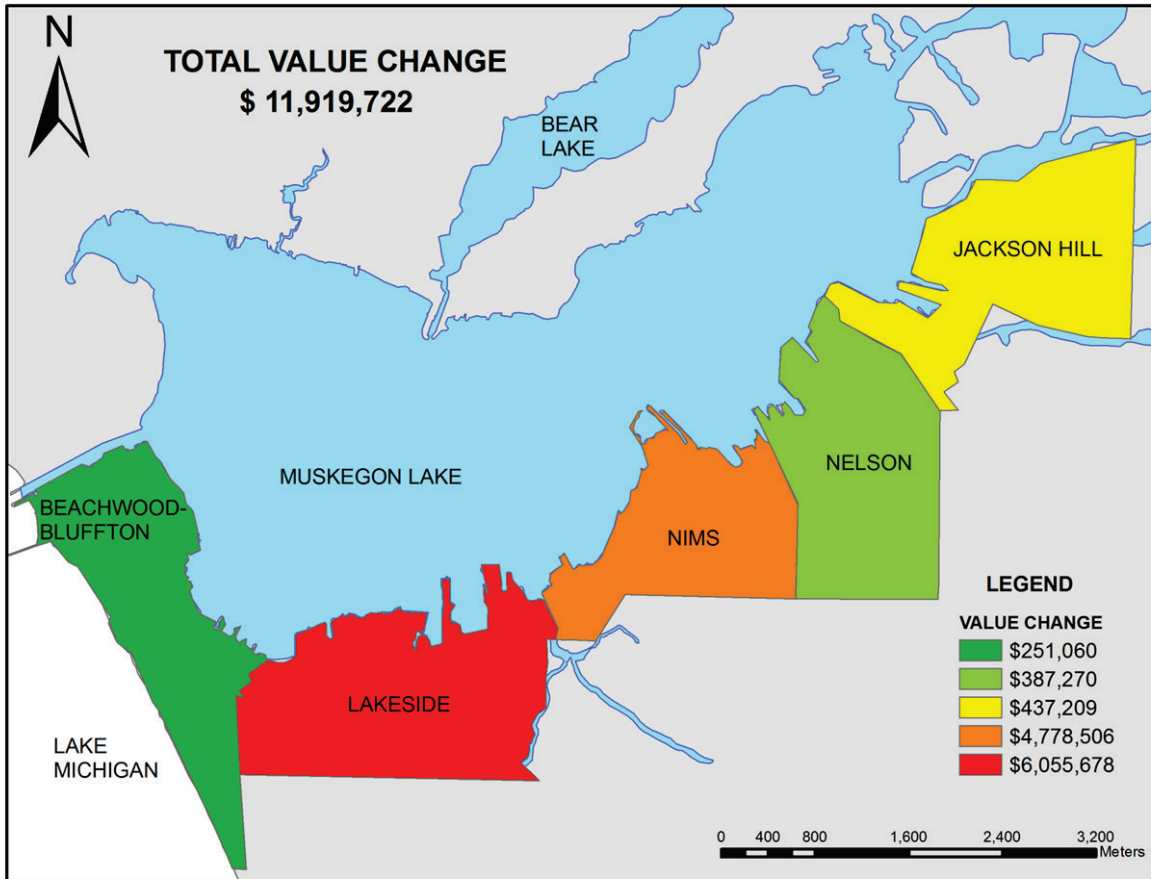 N
TOTAL VALUE CHANGE
$ 11,919,722
BEAR
LAKE
JACKSON HILL
MUSKEGON LAKE
NELSON
BEACHWOOD-
BLUFFTON
NIMS
LAKESIDE
LAKE
MICHIGAN
LEGEND
VALUE CHANGE
$251,060
$387,270
$437,209
$4,778,506
$6,055,678
0 400 800 1,600 2,400 3,200
Meters